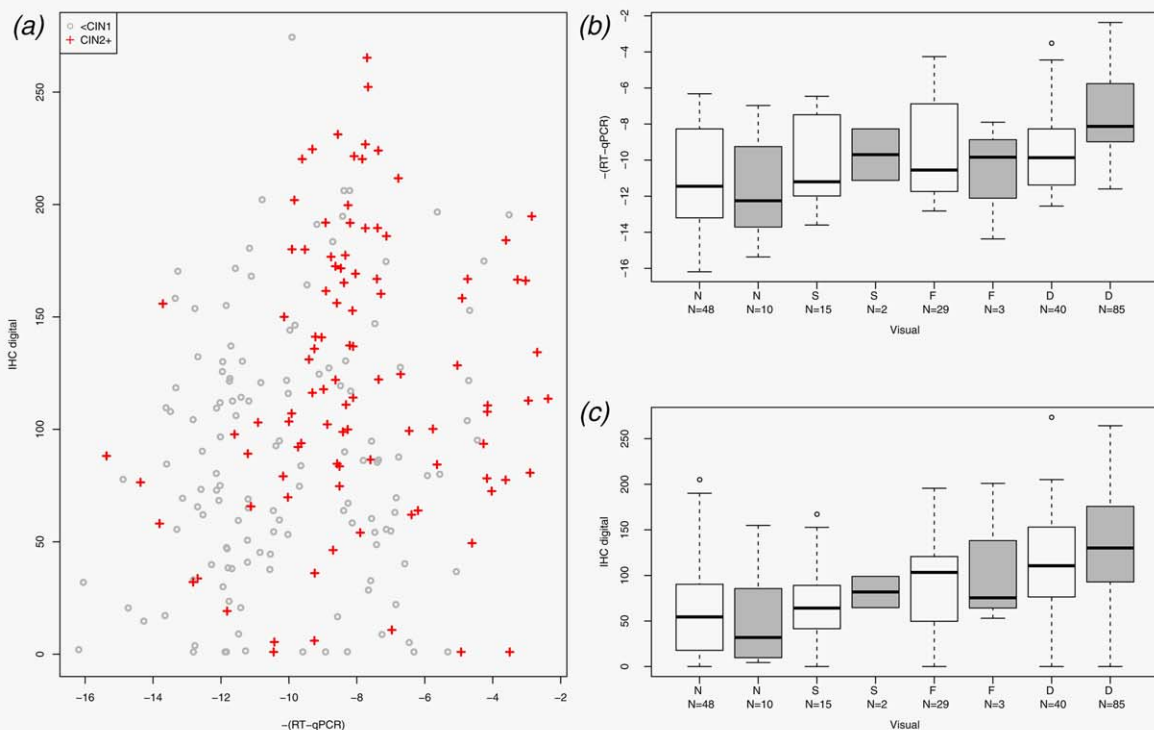 (a)
<CIN1
CIN2+
IHC digital
250
200
150
100
50
0
−16 −14 −12 −10 −8 −6 −4 −2
−(RT−qPCR)
(b)
−(RT−qPCR)
−2
−4
−6
−8
−10
−12
−14
−16
N N S S F F D D
N=48 N=10 N=15 N=2 N=29 N=3 N=40 N=85
Visual
(c)
IHC digital
250
200
150
100
50
0
N N S S F F D D
N=48 N=10 N=15 N=2 N=29 N=3 N=40 N=85
Visual